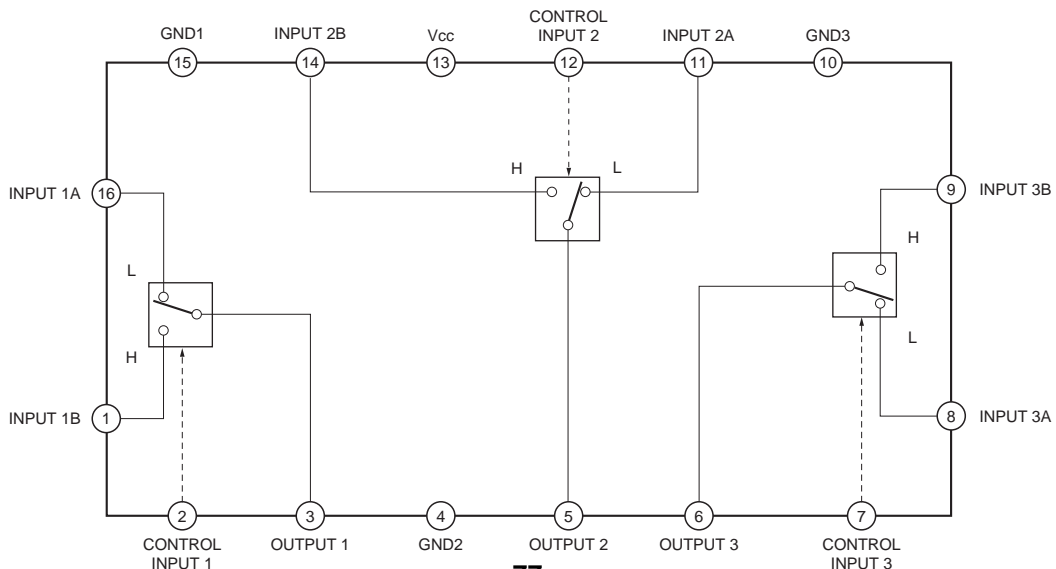 CONTROL
GND1 INPUT 2B Vcc INPUT 2 INPUT 2A GND3
15 14 13 12 11 10
H L
INPUT 1A 16 9 INPUT 3B
H
L
H
L
INPUT 1B 1 8 INPUT 3A
2 3 4 5 6 7
CONTROL OUTPUT 1 GND2 OUTPUT 2 OUTPUT 3 CONTROL
INPUT 1 INPUT 3